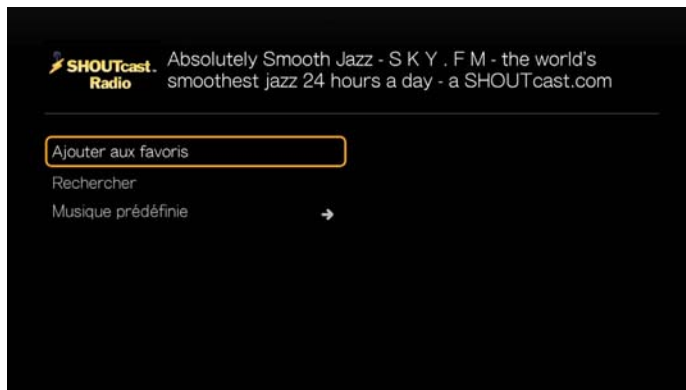 SHOUTcast
Radio
Absolutely Smooth Jazz - S K Y . F M - the world's
smoothest jazz 24 hours a day - a SHOUTcast.com
Ajouter aux favoris
Rechercher
Musique prédéfinie